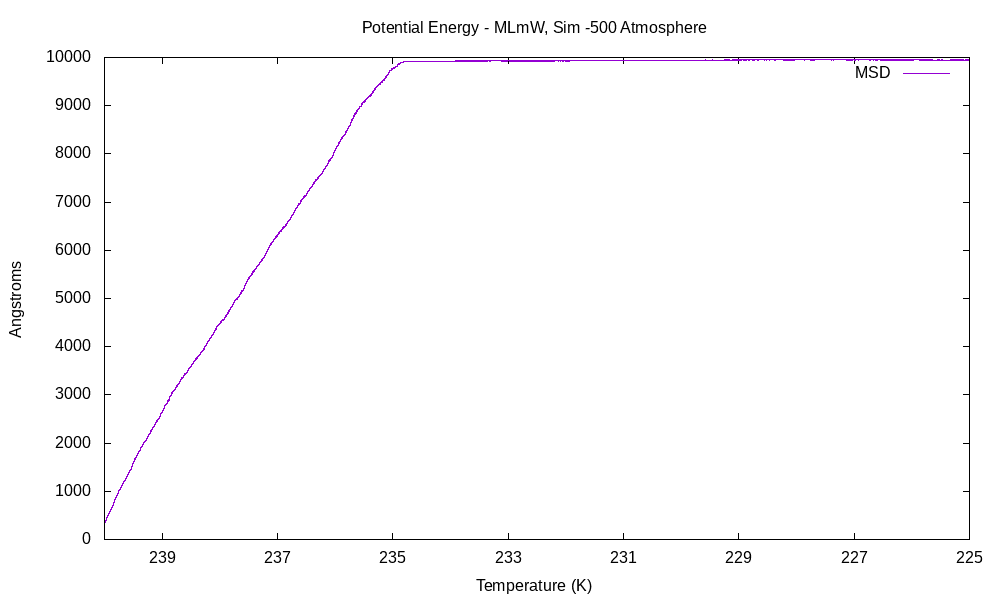 Potential Energy - MLmW, Sim -500 Atmosphere
10000
9000
8000
7000
6000
5000
4000
3000
2000
1000
0
Angstroms
MSD
239 237 235 233 231 229 227 225
Temperature (K)